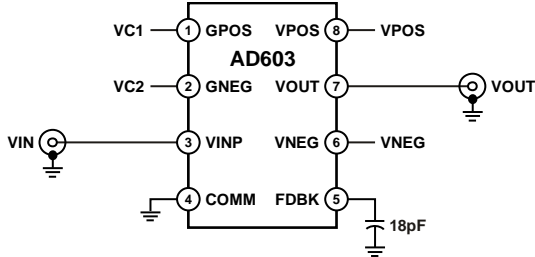 VC1 1 GPOS VPOS 8 VPOS
AD603
VC2 2 GNEG VOUT 7 VOUT
VIN 3 VINP VNEG 6 VNEG
4 COMM FDBK 5
18pF